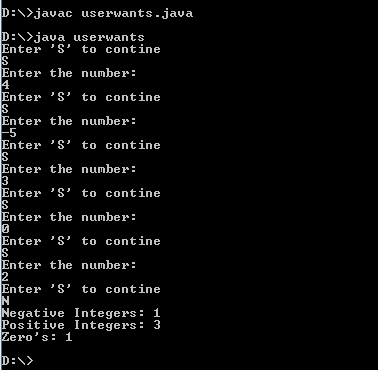 D:\>javac userwants.java
D:\>java userwants
Enter 'S' to contine
S
Enter the number:
4
Enter 'S' to contine
S
Enter the number:
-5
Enter 'S' to contine
S
Enter the number:
3
Enter 'S' to contine
S
Enter the number:
0
Enter 'S' to contine
S
Enter the number:
2
Enter 'S' to contine
N
Negative Integers: 1
Positive Integers: 3
Zero's: 1
D:\>